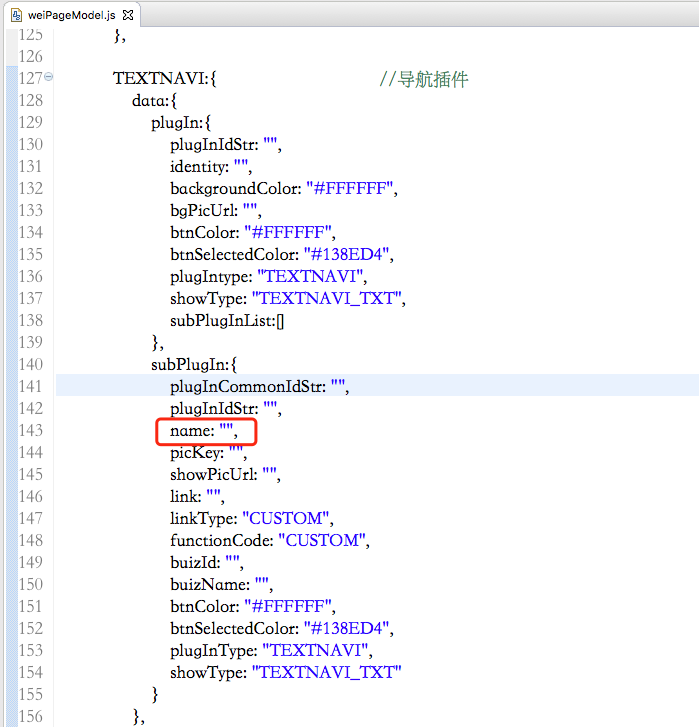 weiPageModel.js
125 },
126
127 TEXTNAVI:{ //导航插件
128 data:{
129 plugIn:{
130 plugInIdStr: "",
131 identity: "",
132 backgroundColor: "#FFFFFF",
133 bgPicUrl: "",
134 btnColor: "#FFFFFF",
135 btnSelectedColor: "#138ED4",
136 plugIntype: "TEXTNAVI",
137 showType: "TEXTNAVI_TXT",
138 subPlugInList:[]
139 },
140 subPlugIn:{
141 plugInCommonIdStr: "",
142 plugInIdStr: "",
143 name: "",
144 picKey: "",
145 showPicUrl: "",
146 link: "",
147 linkType: "CUSTOM",
148 functionCode: "CUSTOM",
149 buizId: "",
150 buizName: "",
151 btnColor: "#FFFFFF",
152 btnSelectedColor: "#138ED4",
153 plugInType: "TEXTNAVI",
154 showType: "TEXTNAVI_TXT"
155 }
156 },